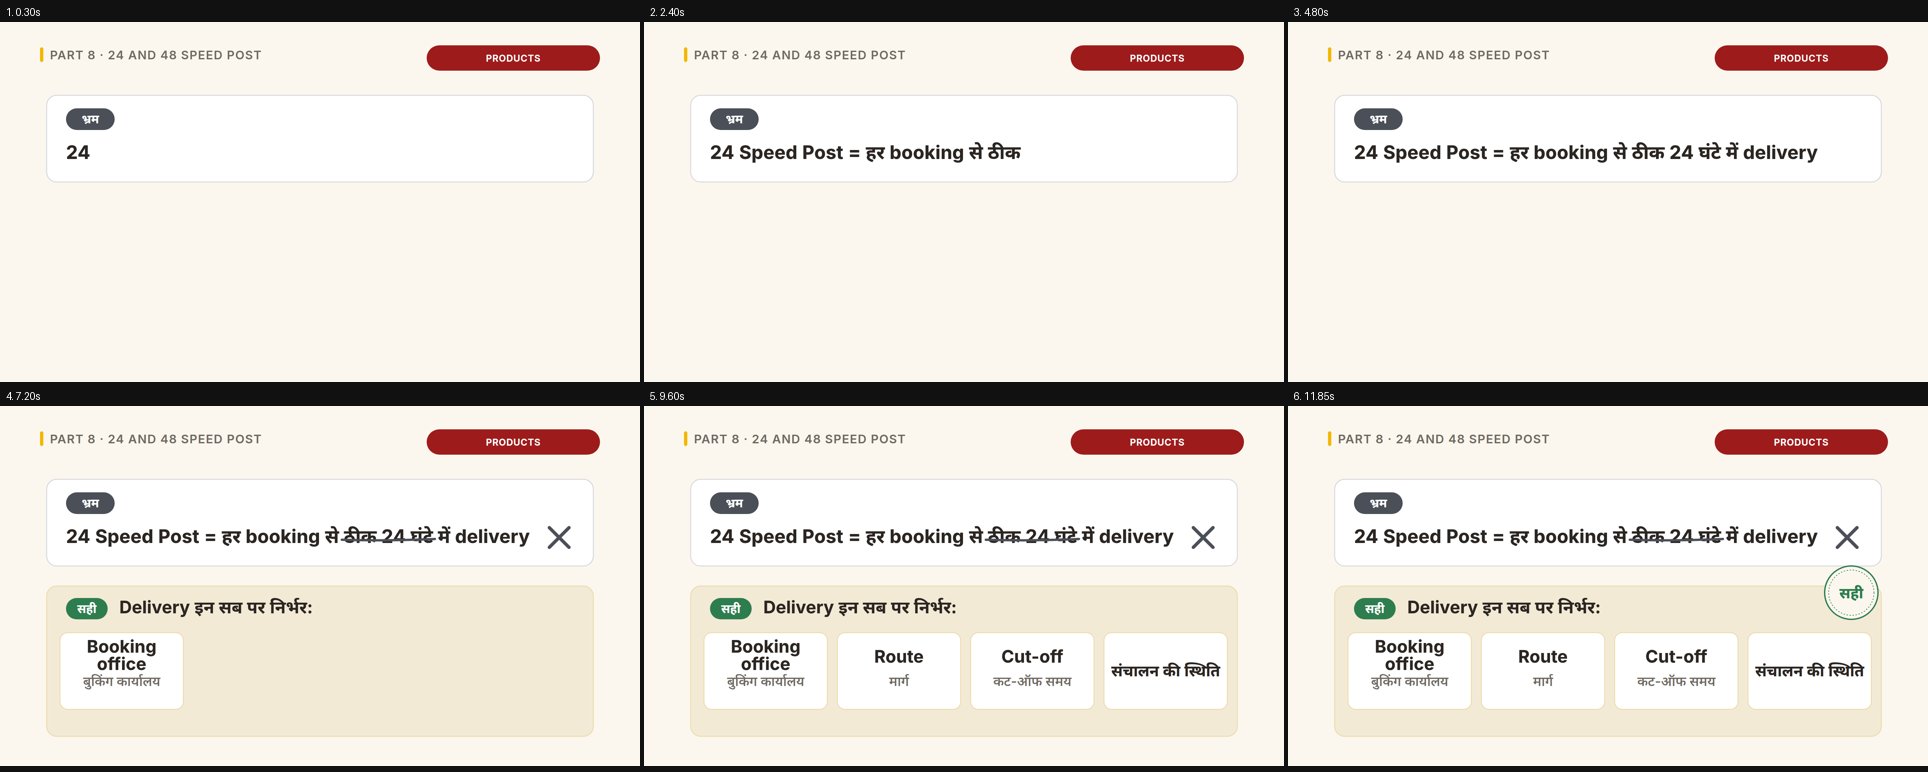 1. 0.30s
PART 8 · 24 AND 48 SPEED POST
PRODUCTS
भ्रम
24
2. 2.40s
PART 8 · 24 AND 48 SPEED POST
PRODUCTS
भ्रम
24 Speed Post = हर booking से ठीक
3. 4.80s
PART 8 · 24 AND 48 SPEED POST
PRODUCTS
भ्रम
24 Speed Post = हर booking से ठीक 24 घंटे में delivery
4. 7.20s
PART 8 · 24 AND 48 SPEED POST
PRODUCTS
भ्रम
24 Speed Post = हर booking से ठीक 24 घंटे में delivery
सही
Delivery इन सब पर निर्भर:
Booking
office
बुकिंग कार्यालय
5. 9.60s
PART 8 · 24 AND 48 SPEED POST
PRODUCTS
भ्रम
24 Speed Post = हर booking से ठीक 24 घंटे में delivery
सही
Delivery इन सब पर निर्भर:
Booking
office
बुकिंग कार्यालय
Route
मार्ग
Cut-off
कट-ऑफ समय
संचालन की स्थिति
6. 11.85s
PART 8 · 24 AND 48 SPEED POST
PRODUCTS
भ्रम
24 Speed Post = हर booking से ठीक 24 घंटे में delivery
सही
सही
Delivery इन सब पर निर्भर:
Booking
office
बुकिंग कार्यालय
Route
मार्ग
Cut-off
कट-ऑफ समय
संचालन की स्थिति